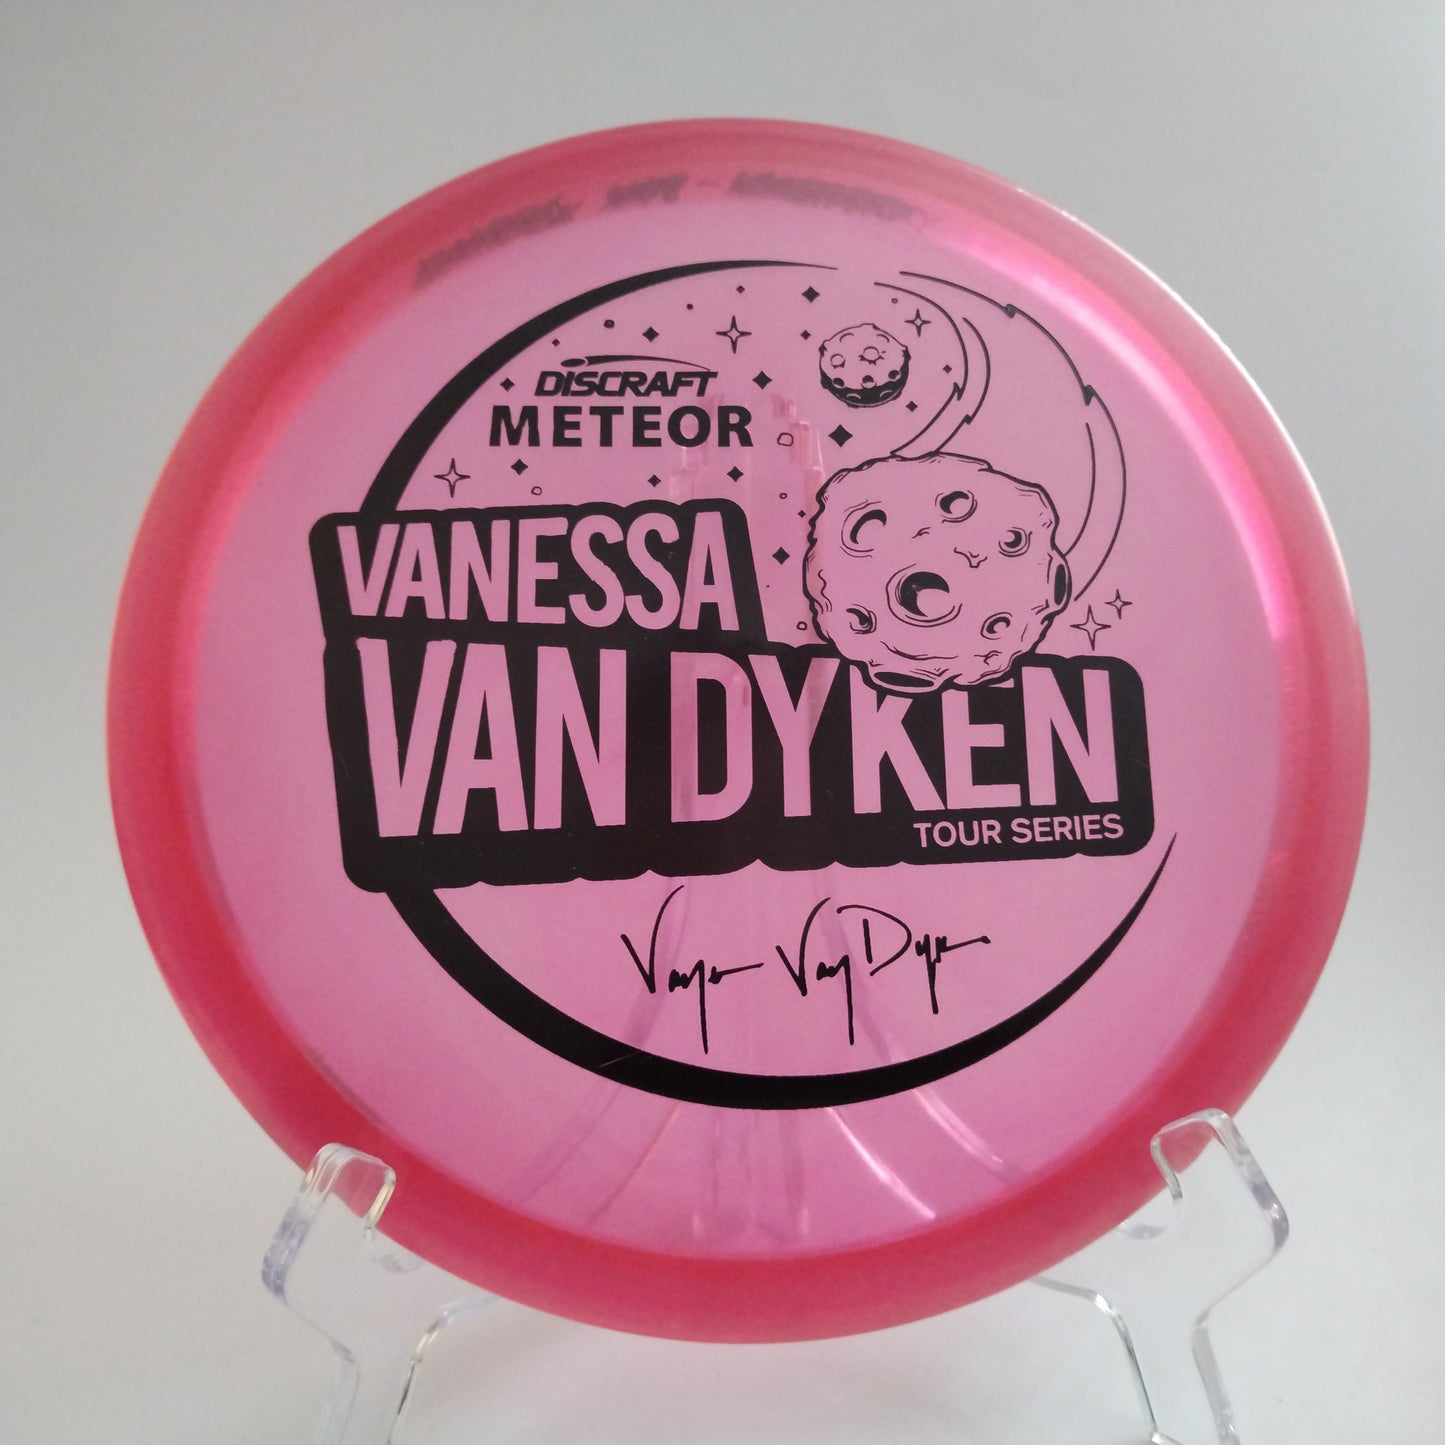 DISCRAFT
METEOR
VANESSA
VAN DYKEN
TOUR SERIES